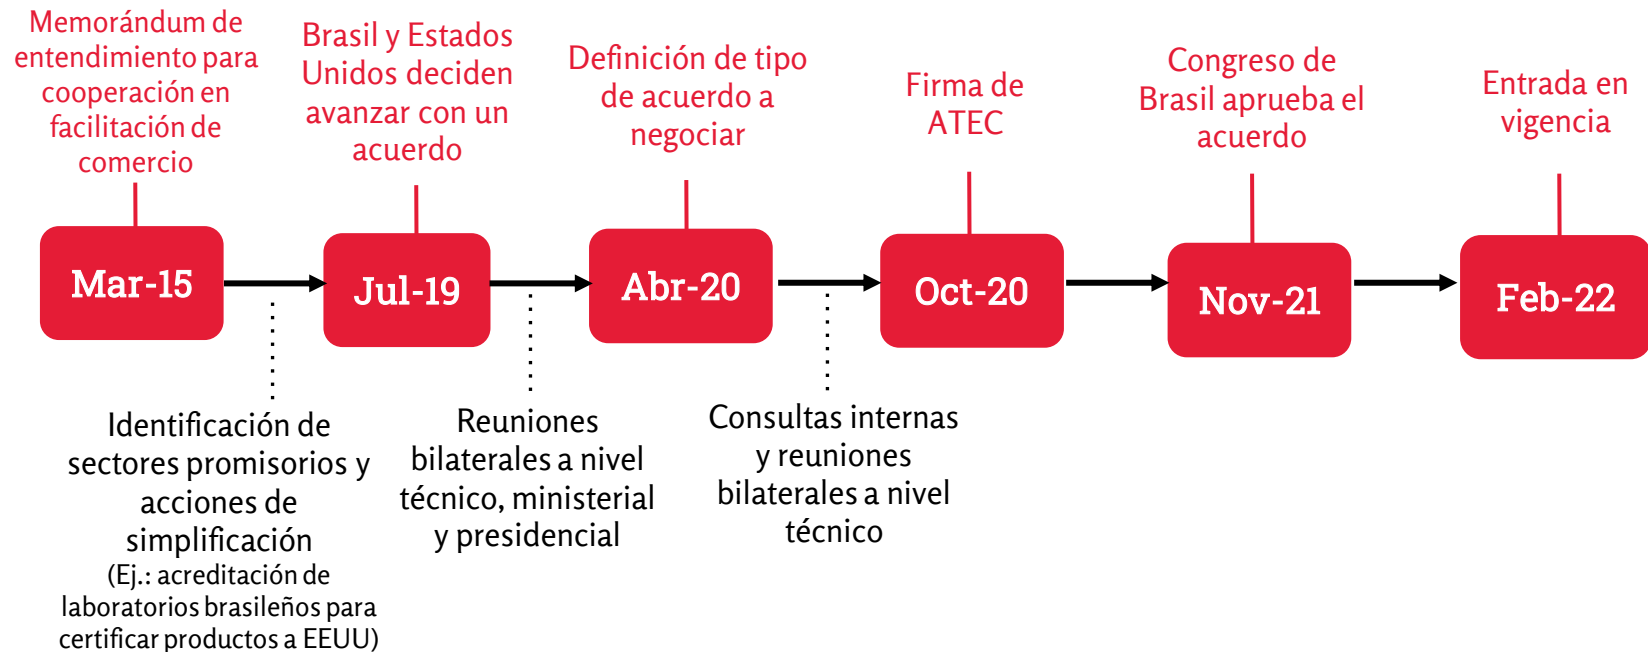 Memorándum de
entendimiento para
cooperación en
facilitación de
comercio
Brasil y Estados
Unidos deciden
avanzar con un
acuerdo
Definición de tipo
de acuerdo a
negociar
Firma de
ATEC
Congreso de
Brasil aprueba el
acuerdo
Entrada en
vigencia
Mar-15
Jul-19
Abr-20
Oct-20
Nov-21
Feb-22
Identificación de
sectores promisorios y
acciones de
simplificación
(Ej.: acreditación de
laboratorios brasileños para
certificar productos a EEUU)
Reuniones
bilaterales a nivel
técnico, ministerial
y presidencial
Consultas internas
y reuniones
bilaterales a nivel
técnico